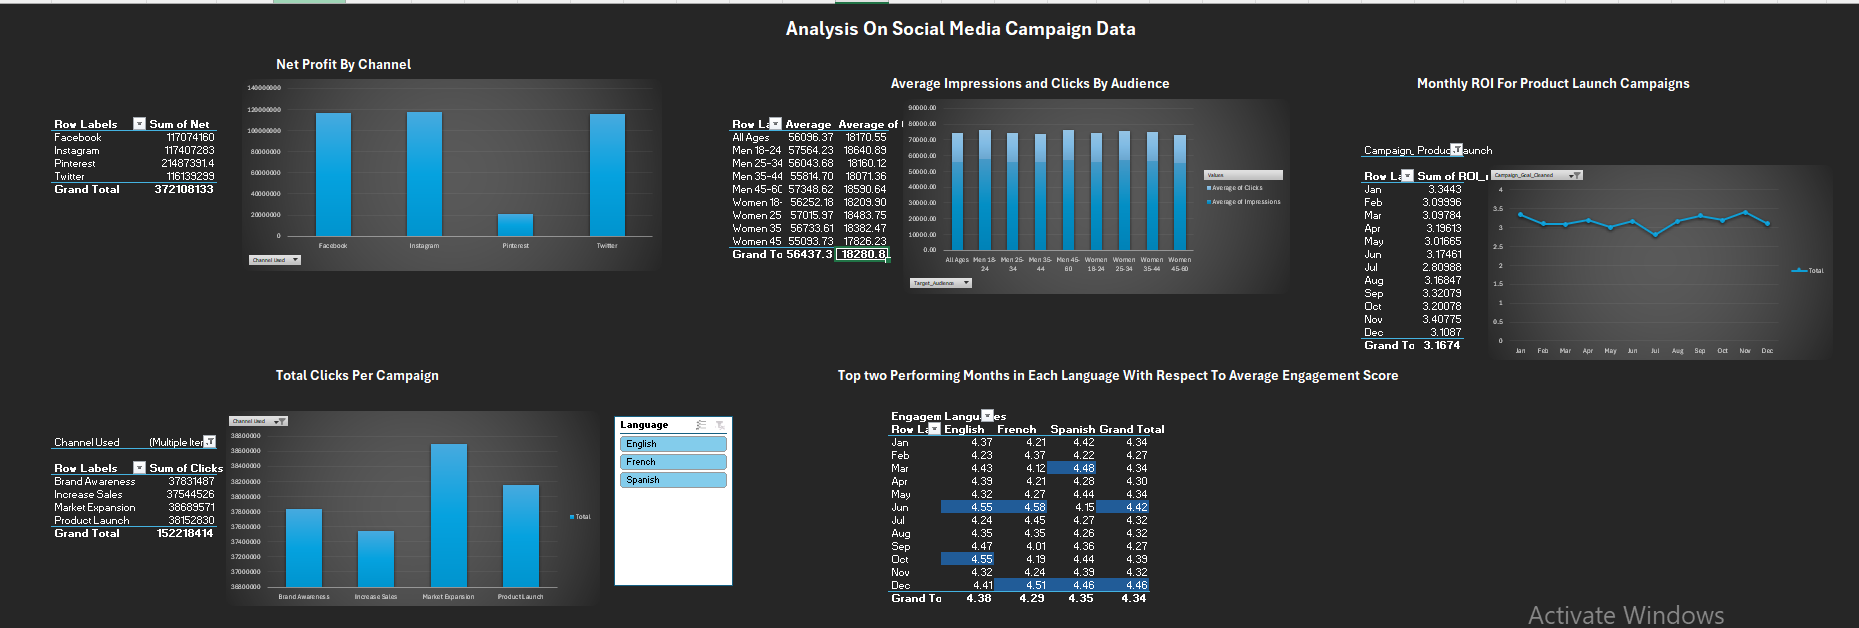 Analysis On Social Media Campaign Data
Net Profit By Channel
Row Labels Sum of Net
Facebook 117074160
Instagram 117407283
Pinterest 21487391.4
Twitter 116139299
Grand Total 372108133
140000000
120000000
100000000
80000000
60000000
40000000
20000000
0
Facebook Instagram Pinterest Twitter
Channel Used
Average Impressions and Clicks By Audience
Row La Average Average of
All Ages 56096.37 18170.55
Men 18-24 57564.23 18640.89
Men 25-34 56043.68 18160.12
Men 35-44 55814.70 18071.36
Men 45-60 57348.62 18590.64
Women 18- 56252.18 18209.90
Women 25 57015.97 18483.75
Women 35 56733.61 18382.47
Women 45 55093.73 17826.23
Grand To 56437.3 18280.8
90000.00
80000.00
70000.00
60000.00
50000.00
40000.00
30000.00
20000.00
10000.00
0.00
All Ages Men 18-24 Men 25-34 Men 35-44 Men 45-60 Women 18-24 Women 25-34 Women 35-44 Women 45-60
Values
Average of Clicks
Average of Impressions
Target_Audience
Monthly ROI For Product Launch Campaigns
Campaign_ Product Launch
Row La Sum of ROI_
Jan 3.3443
Feb 3.09996
Mar 3.09784
Apr 3.19613
May 3.01665
Jun 3.17461
Jul 2.80988
Aug 3.16847
Sep 3.32079
Oct 3.20078
Nov 3.40775
Dec 3.1087
Grand To 3.1674
Campaign_Goal_Cleaned
4
3.5
3
2.5
2
1.5
1
0.5
0
Jan Feb Mar Apr May Jun Jul Aug Sep Oct Nov Dec
Total
Total Clicks Per Campaign
Channel Used (Multiple Iter
Row Labels Sum of Clicks
Brand Awareness 37831487
Increase Sales 37544526
Market Expansion 38689571
Product Launch 38152830
Grand Total 152218414
Channel Used
38800000
38600000
38400000
38200000
38000000
37800000
37600000
37400000
37200000
37000000
36800000
Brand Awareness Increase Sales Market Expansion Product Launch
Total
Language
English
French
Spanish
Top two Performing Months in Each Language With Respect To Average Engagement Score
Engagem Langu es
Row La English French Spanish Grand Total
Jan 4.37 4.21 4.42 4.34
Feb 4.23 4.37 4.22 4.27
Mar 4.43 4.12 4.48 4.34
Apr 4.39 4.21 4.28 4.30
May 4.32 4.27 4.44 4.34
Jun 4.55 4.58 4.15 4.42
Jul 4.24 4.45 4.27 4.32
Aug 4.35 4.35 4.26 4.32
Sep 4.47 4.01 4.36 4.27
Oct 4.55 4.19 4.44 4.39
Nov 4.32 4.24 4.39 4.32
Dec 4.41 4.51 4.46 4.46
Grand To 4.38 4.29 4.35 4.34
Activate Windows